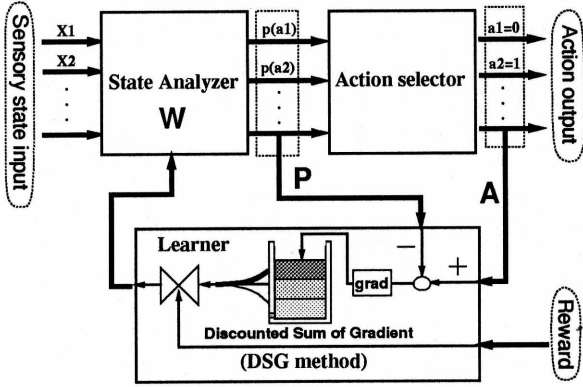 Sensory state input
X1
X2
State Analyzer
W
p(a1)
p(a2)
Action selector
a1=0
a2=1
Action output
P
A
Learner
−
+
grad
Discounted Sum of Gradient
(DSG method)
Reward